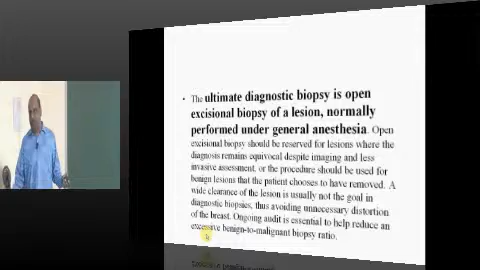 • The ultimate diagnostic biopsy is open
excisional biopsy of a lesion, normally
performed under general anesthesia. Open
excisional biopsy should be reserved for lesions where the
diagnosis remains equivocal despite imaging and less
invasive assessment, or the procedure should be used for
benign lesions that the patient chooses to have removed. A
wide clearance of the lesion is usually not the goal in
diagnostic biopsies, thus avoiding unnecessary distortion
of the breast. Ongoing audit is essential to help reduce an
excessive benign-to-malignant biopsy ratio.